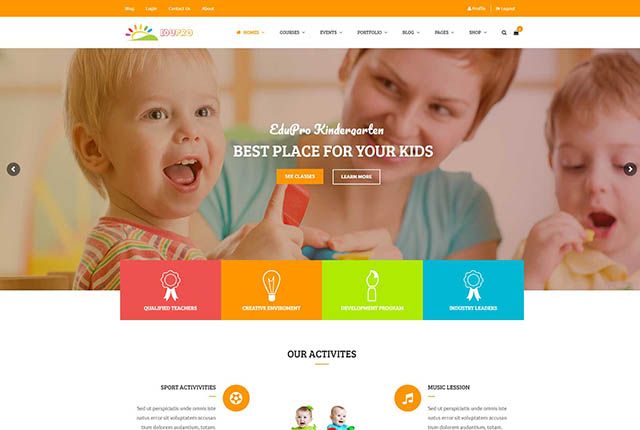 Blog Login Contact Us About
Profile Logout
EDUPRO
HOMES COURSES EVENTS PORTFOLIO BLOG PAGES SHOP
EduPro Kindergarten
BEST PLACE FOR YOUR KIDS
SEE CLASSES LEARN MORE
QUALIFIED TEACHERS CREATIVE ENVIROMENT DEVELOPMENT PROGRAM INDUSTRY LEADERS
OUR ACTIVITES
SPORT ACTIVIVITIES
Sed ut perspiciatis unde omnis iste
natus error sit voluptatem accusan
tium dolorem audantium, totam.
MUSIC LESSION
Sed ut perspiciatis unde omnis iste
natus error sit voluptatem accusan
tium dolorem audantium, totam.